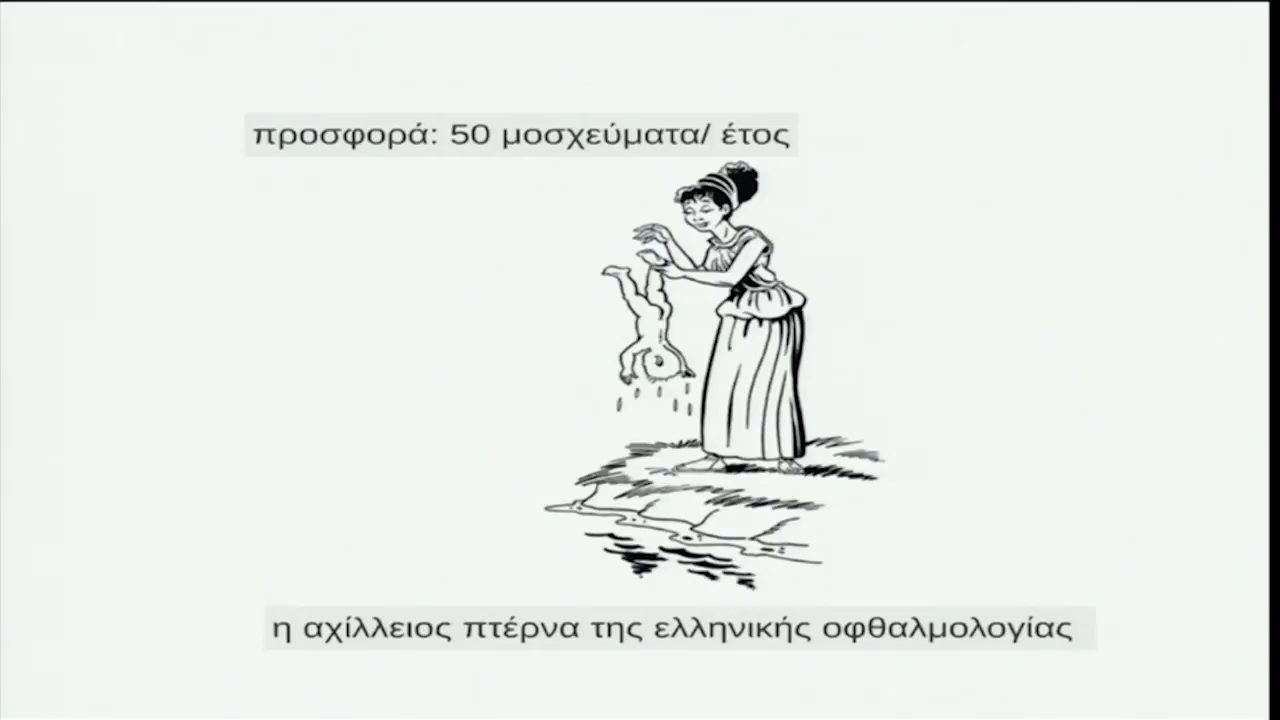 προσφορά: 50 μοσχεύματα/ έτος
η αχίλλειος πτέρνα της ελληνικής οφθαλμολογίας